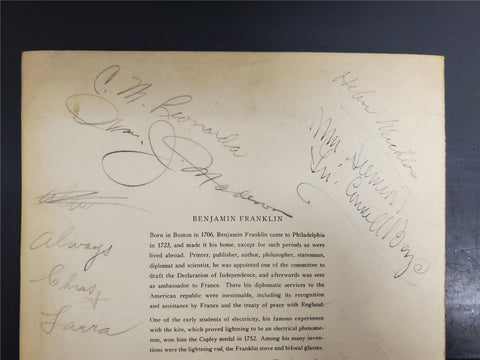 C. M.
Wm. J.
Helen
Wm
Always
Chas +
Laura
BENJAMIN FRANKLIN
Born in Boston in 1706, Benjamin Franklin came to Philadelphia
in 1723, and made it his home, except for such periods as were
lived abroad. Printer, publisher, author, philosopher, statesman,
diplomat and scientist, he was appointed one of the committee to
draft the Declaration of Independence, and afterwards was sent
as ambassador to France. There his diplomatic services to the
American republic were inestimable, including its recognition
and assistance by France and the treaty of peace with England.
One of the early students of electricity, his famous experiment
with the kite, which proved lightning to be an electrical phenome-
non, won him the Copley medal in 1752. Among his many inven-
tions were the lightning rod, the Franklin stove and bifocal glasses.